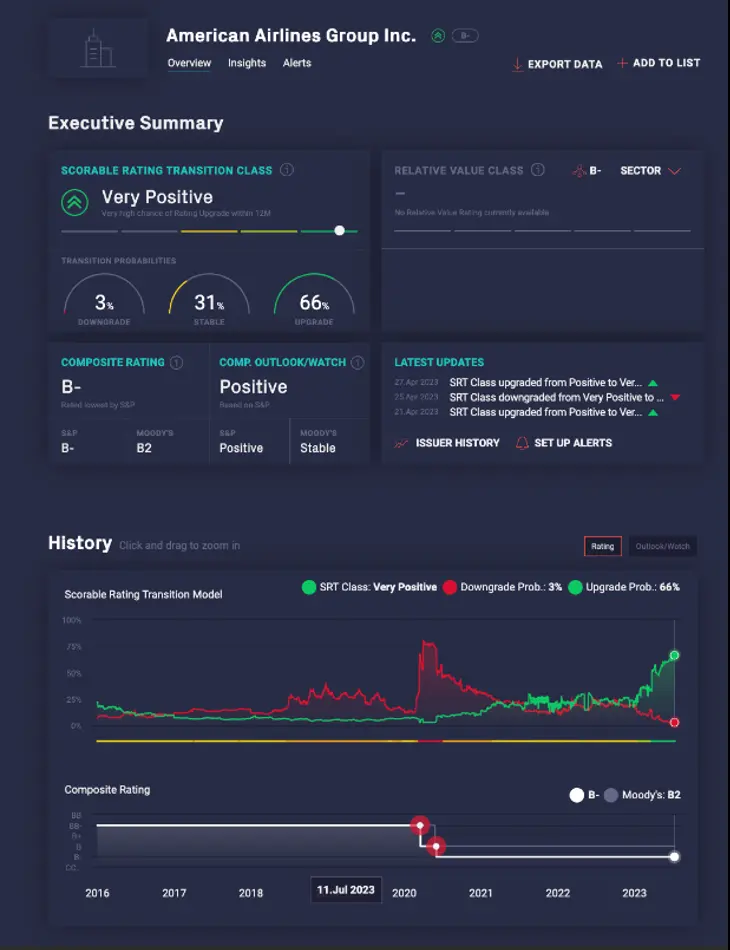 American Airlines Group Inc. B-
Overview Insights Alerts
EXPORT DATA ADD TO LIST
Executive Summary
SCORABLE RATING TRANSITION CLASS
Very Positive
Very high chance of Rating Upgrade within 12M
TRANSITION PROBABILITIES
3% 31% 66%
DOWNGRADE STABLE UPGRADE
RELATIVE VALUE CLASS B- SECTOR
–
No Relative Value Rating currently available
COMPOSITE RATING
B-
Rated lowest by S&P
S&P MOODY'S
B- B2
COMP. OUTLOOK/WATCH
Positive
Based on S&P
S&P MOODY'S
Positive Stable
LATEST UPDATES
27.Apr 2023 SRT Class upgraded from Positive to Ver...
25.Apr 2023 SRT Class downgraded from Very Positive to ...
21.Apr 2023 SRT Class upgraded from Positive to Ver...
ISSUER HISTORY SET UP ALERTS
History Click and drag to zoom in
Rating Outlook/Watch
Scorable Rating Transition Model
SRT Class: Very Positive Downgrade Prob.: 3% Upgrade Prob.: 66%
100%
75%
50%
25%
0%
Composite Rating
B- Moody's: B2
BB
BB-
B+
B
B-
CC..
2016 2017 2018 11.Jul 2023 2020 2021 2022 2023